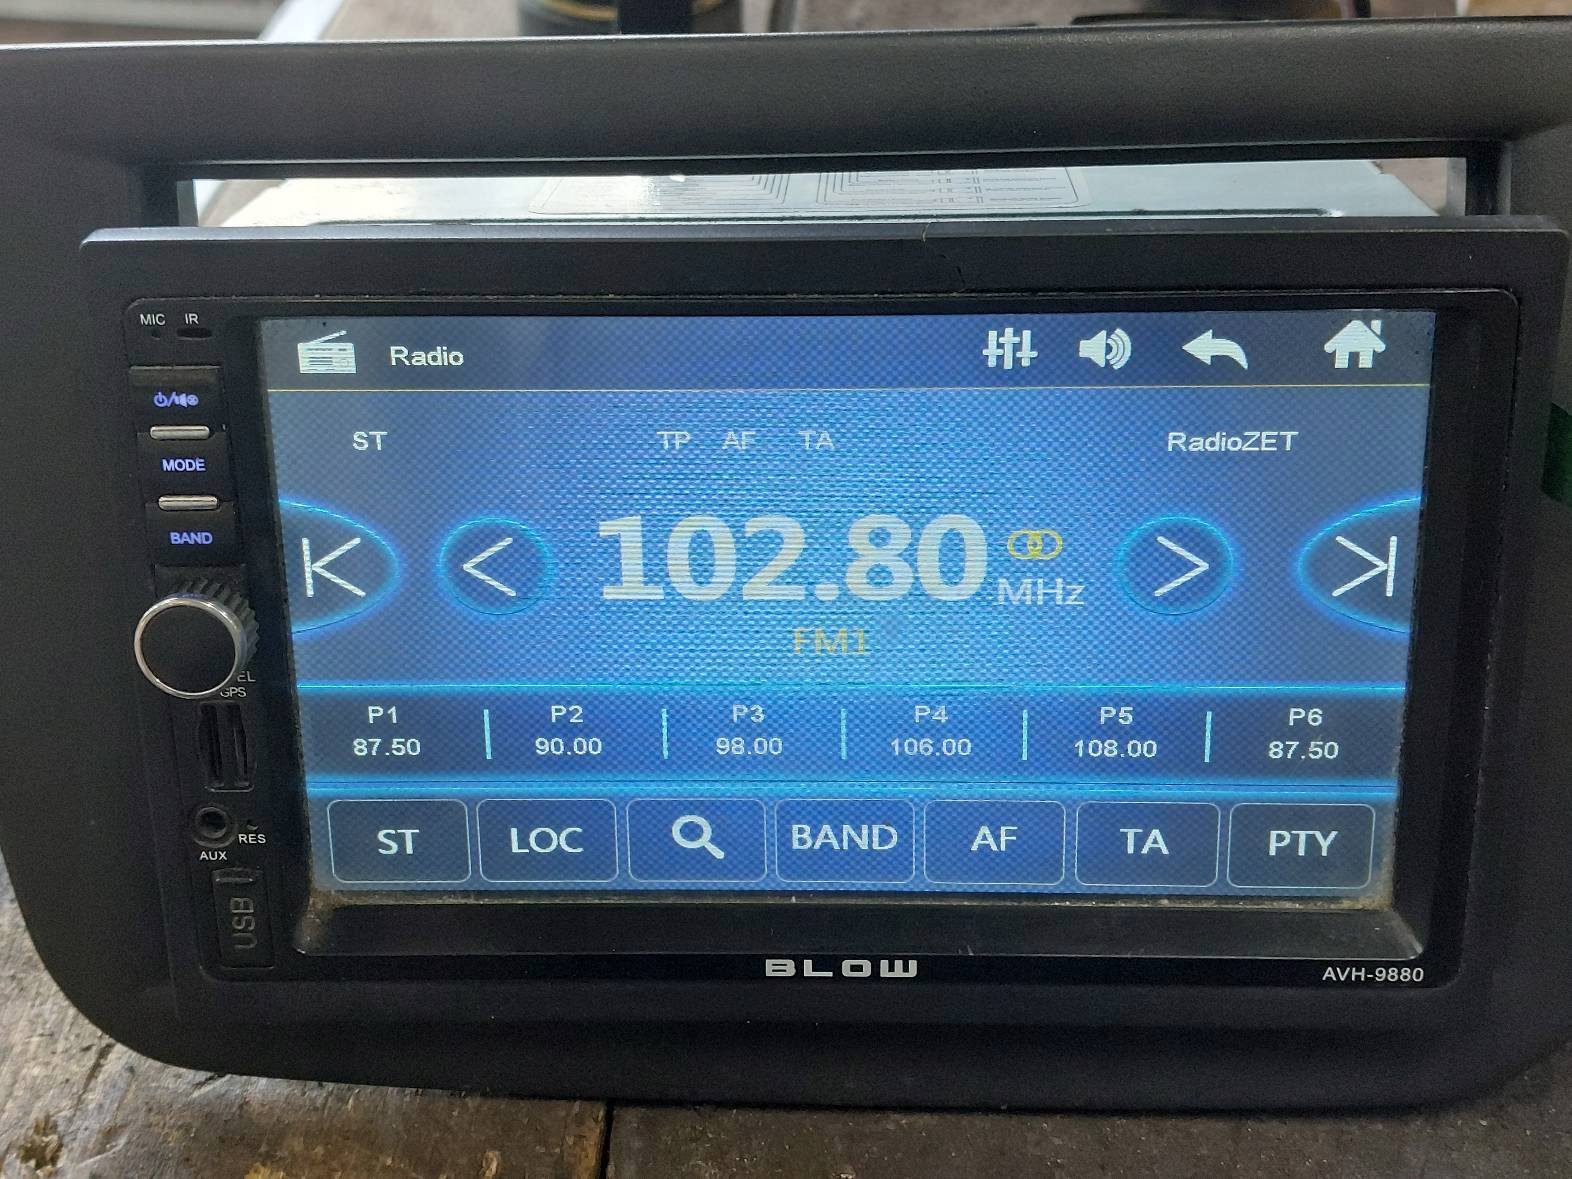 MIC IR
Radio
ST TP AF TA RadioZET
MODE
BAND
102.80 MHz
FM1
GPS
P1 P2 P3 P4 P5 P6
87.50 90.00 98.00 106.00 108.00 87.50
ST LOC BAND AF TA PTY
RES
AUX
USB
BLOW
AVH-9880